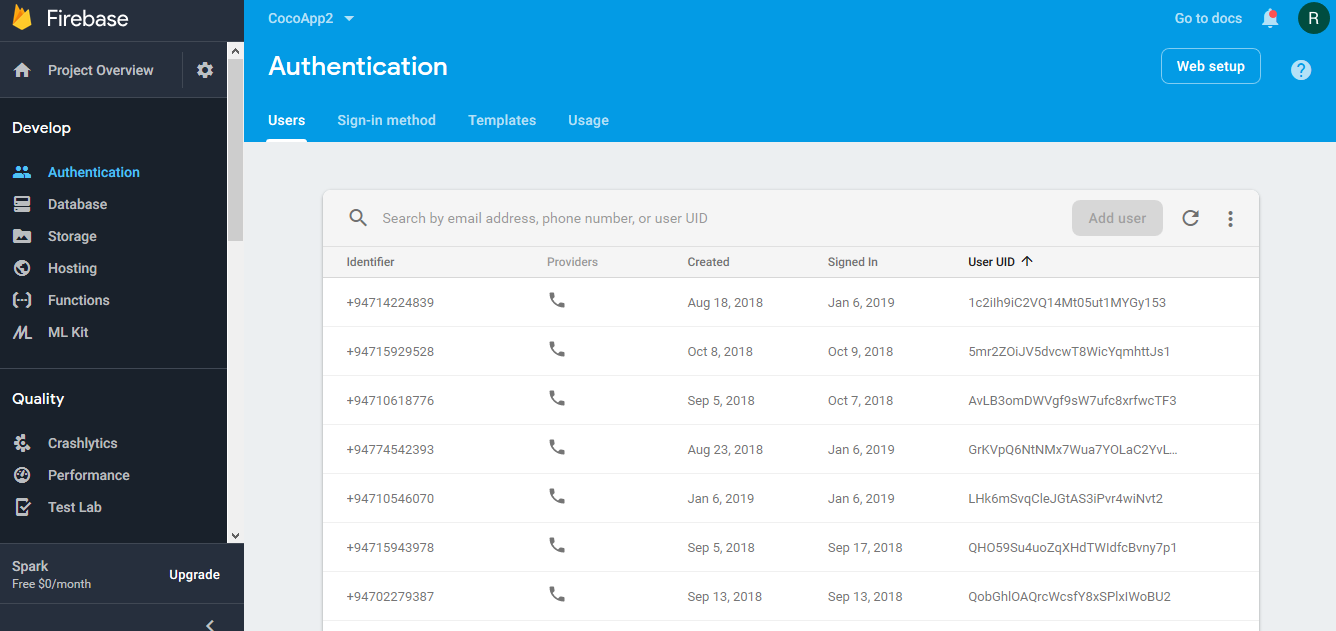 Firebase
Project Overview
Develop
Authentication
Database
Storage
Hosting
Functions
ML Kit
Quality
Crashlytics
Performance
Test Lab
Spark
Free $0/month
Upgrade
CocoApp2
Go to docs
R
Authentication
Web setup
?
Users Sign-in method Templates Usage
Search by email address, phone number, or user UID
Add user
Identifier Providers Created Signed In User UID
+94714224839 Aug 18, 2018 Jan 6, 2019 1c2iIh9iC2VQ14Mt05ut1MYGy153
+94715929528 Oct 8, 2018 Oct 9, 2018 5mr2ZOiJV5dvcwT8WicYqmhttJs1
+94710618776 Sep 5, 2018 Oct 7, 2018 AvLB3omDWVgf9sW7ufc8xrfwcTF3
+94774542393 Aug 23, 2018 Jan 6, 2019 GrKVpQ6NtNMx7Wua7YOLaC2YvL...
+94710546070 Jan 6, 2019 Jan 6, 2019 LHk6mSvqCleJGtAS3iPvr4wiNvt2
+94715943978 Sep 5, 2018 Sep 17, 2018 QHO59Su4uoZqXHdTWIdfcBvny7p1
+94702279387 Sep 13, 2018 Sep 13, 2018 QobGhlOAQrcWcsfY8xSPlxIWoBU2